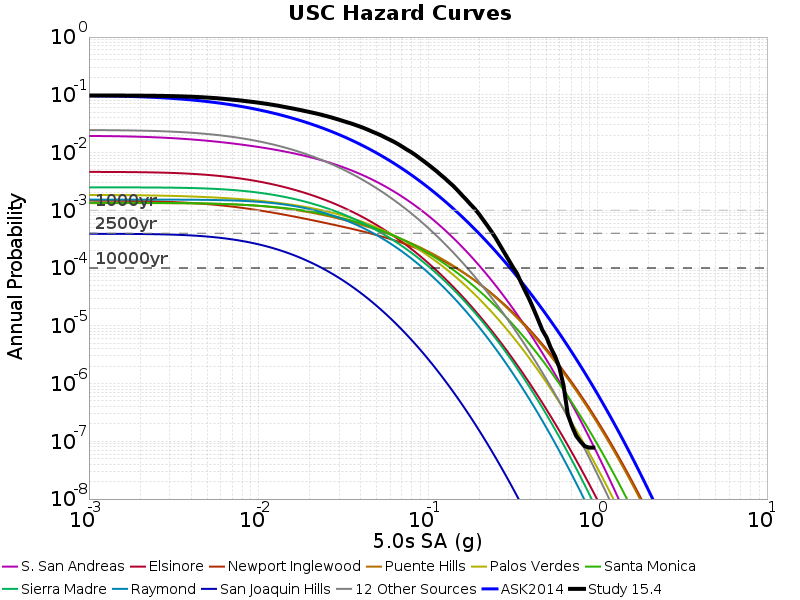 USC Hazard Curves
10^0
10^-1
10^-2
10^-3
10^-4
10^-5
10^-6
10^-7
10^-8
Annual Probability
1000yr
2500yr
10000yr
10^-3 10^-2 10^-1 10^0 10^1
5.0s SA (g)
S. San Andreas Elsinore Newport Inglewood Puente Hills Palos Verdes Santa Monica
Sierra Madre Raymond San Joaquin Hills 12 Other Sources ASK2014 Study 15.4